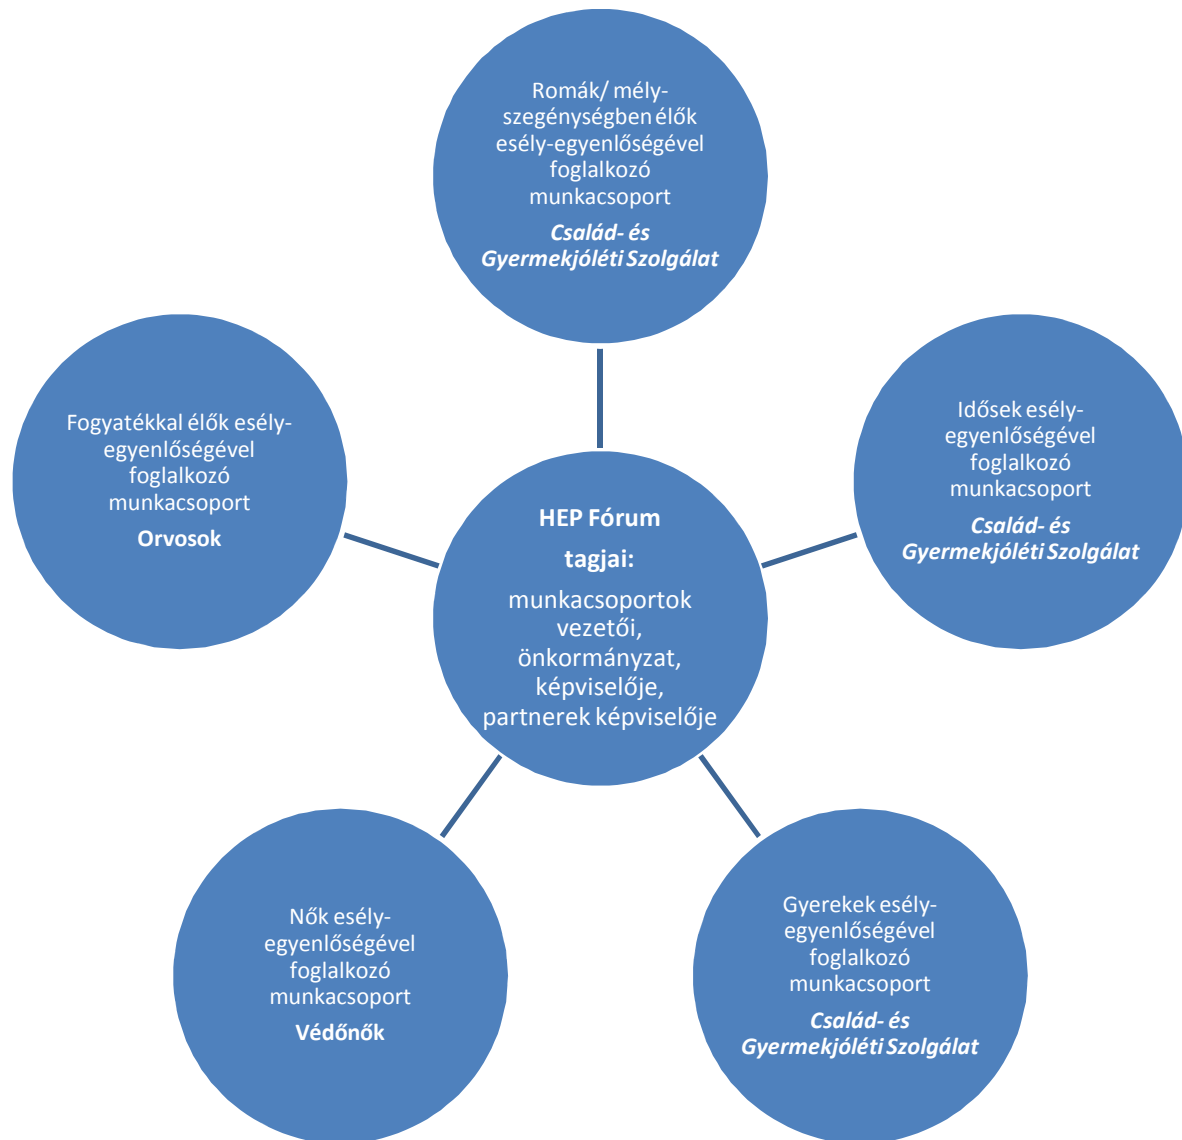 Romák/ mély-
szegénységben élők
esély-egyenlőségével
foglalkozó
munkacsoport
Család- és
Gyermekjóléti Szolgálat
Fogyatékkal élők esély-
egyenlőségével
foglalkozó
munkacsoport
Orvosok
Idősek esély-
egyenlőségével
foglalkozó
munkacsoport
Család- és
Gyermekjóléti Szolgálat
HEP Fórum
tagjai:
munkacsoportok
vezetői,
önkormányzat,
képviselője,
partnerek képviselője
Nők esély-
egyenlőségével
foglalkozó
munkacsoport
Védőnők
Gyerekek esély-
egyenlőségével
foglalkozó
munkacsoport
Család- és
Gyermekjóléti Szolgálat